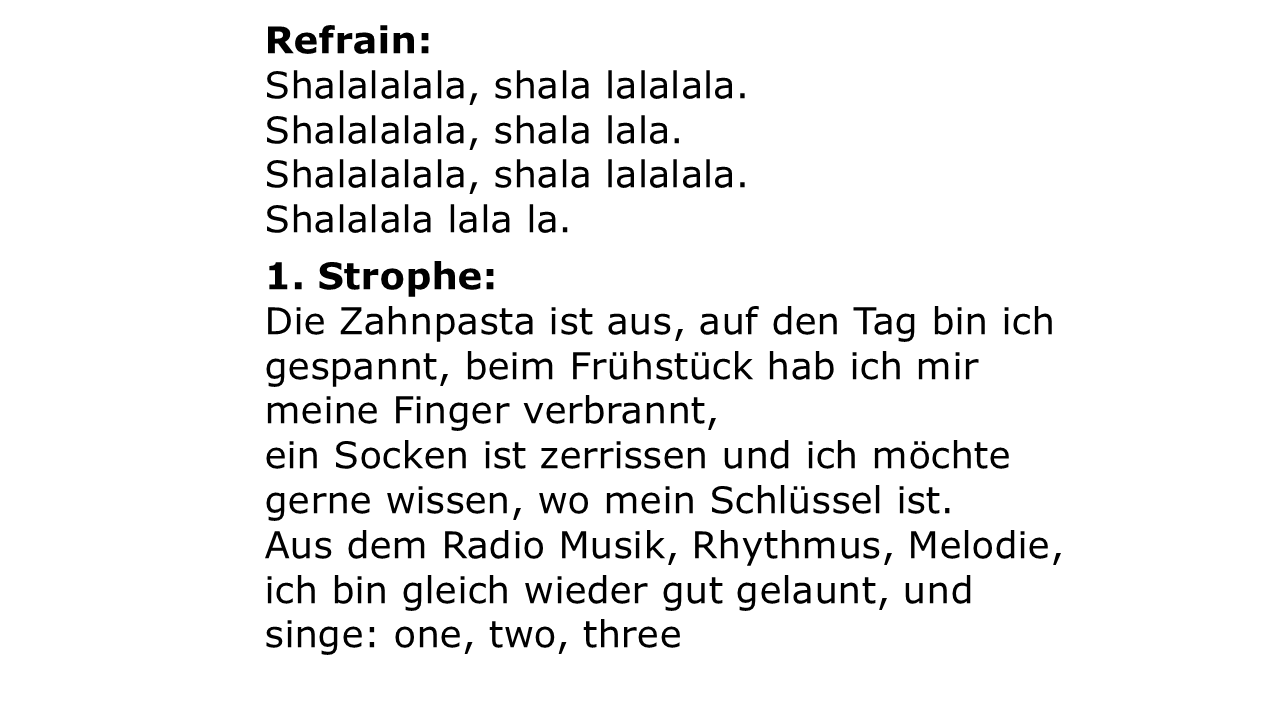 Refrain:
Shalalalala, shala lalalala.
Shalalalala, shala lala.
Shalalalala, shala lalalala.
Shalalala lala la.
1. Strophe:
Die Zahnpasta ist aus, auf den Tag bin ich
gespannt, beim Frühstück hab ich mir
meine Finger verbrannt,
ein Socken ist zerrissen und ich möchte
gerne wissen, wo mein Schlüssel ist.
Aus dem Radio Musik, Rhythmus, Melodie,
ich bin gleich wieder gut gelaunt, und
singe: one, two, three